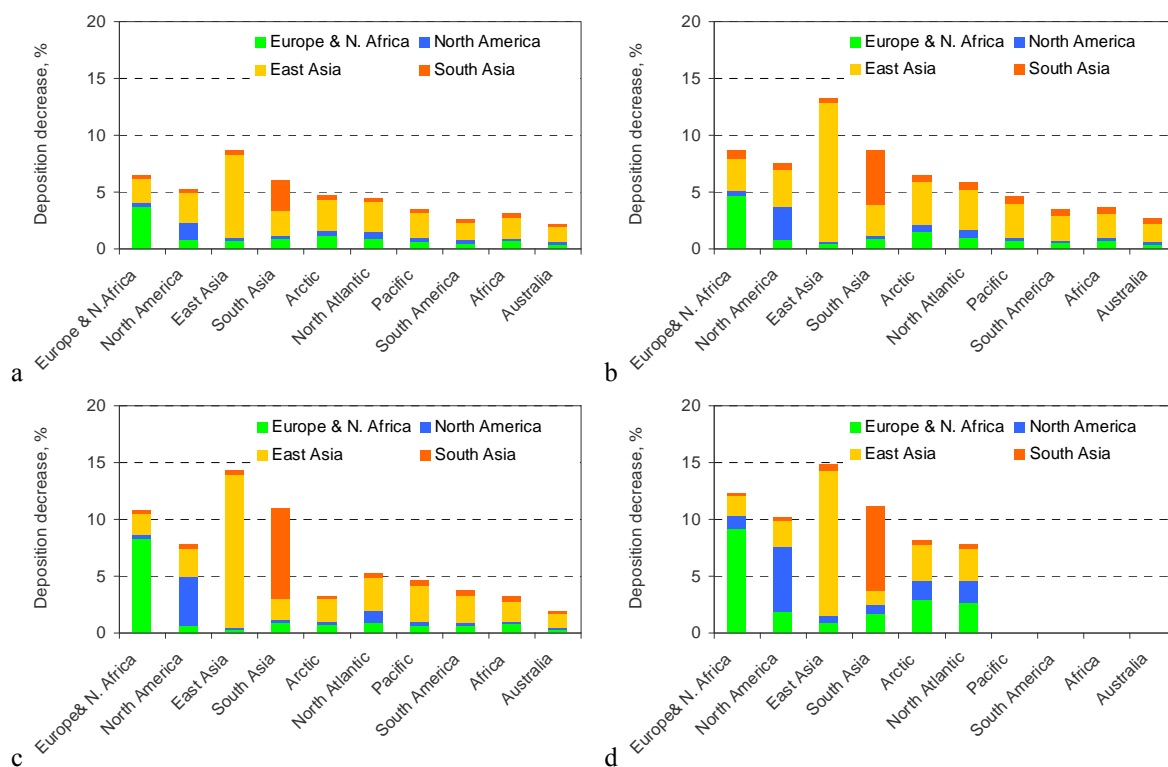 20
15
10
5
0
Deposition decrease, %
Europe & N. Africa
North America
East Asia
South Asia
Europe & N. Africa
North America
East Asia
South Asia
Arctic
North Atlantic
Pacific
South America
Africa
Australia
a
20
15
10
5
0
Deposition decrease, %
Europe & N. Africa
North America
East Asia
South Asia
Europe& N. Africa
North America
East Asia
South Asia
Arctic
North Atlantic
Pacific
South America
Africa
Australia
b
20
15
10
5
0
Deposition decrease, %
Europe & N. Africa
North America
East Asia
South Asia
Europe& N. Africa
North America
East Asia
South Asia
Arctic
North Atlantic
Pacific
South America
Africa
Australia
c
20
15
10
5
0
Deposition decrease, %
Europe & N. Africa
North America
East Asia
South Asia
Europe& N. Africa
North America
East Asia
South Asia
Arctic
North Atlantic
Pacific
South America
Africa
Australia
d